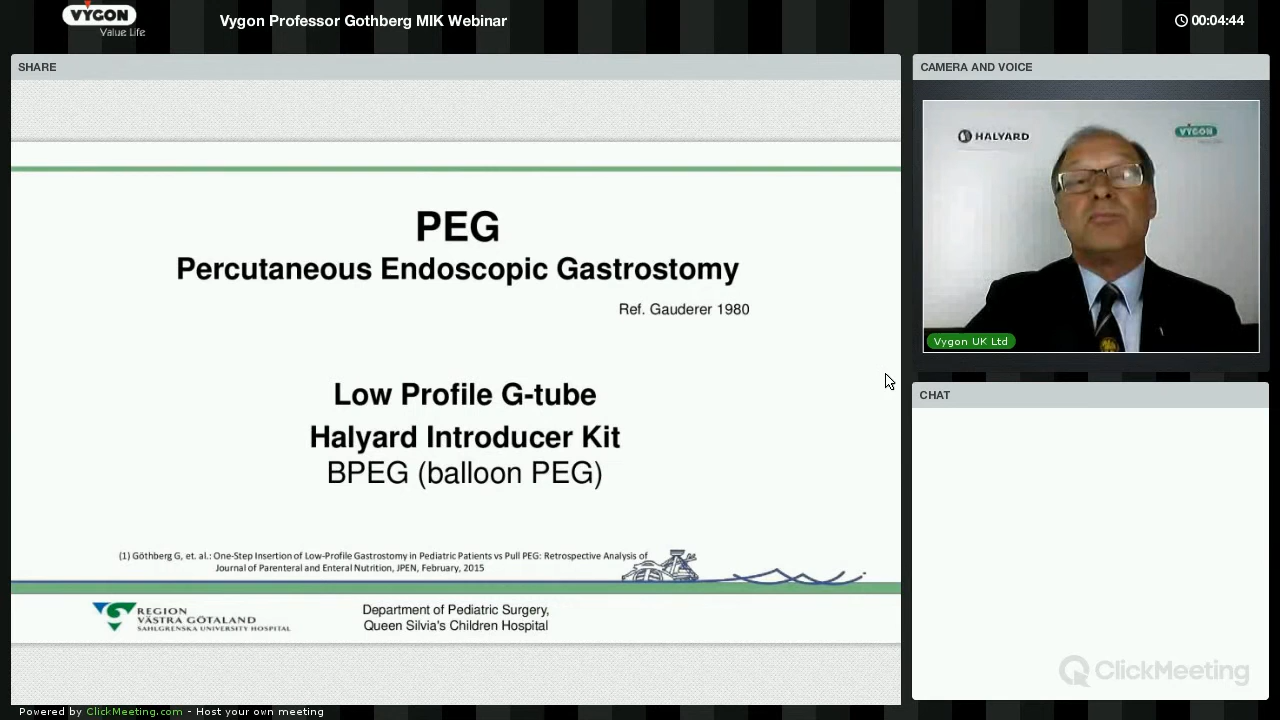 VYGON
Value Life
Vygon Professor Gothberg MIK Webinar
00:04:44
SHARE
CAMERA AND VOICE
PEG
Percutaneous Endoscopic Gastrostomy
Ref. Gauderer 1980
Low Profile G-tube
Halyard Introducer Kit
BPEG (balloon PEG)
(1) Göthberg G, et. al.: One-Step Insertion of Low-Profile Gastrostomy in Pediatric Patients vs Pull PEG: Retrospective Analysis of
Journal of Parenteral and Enteral Nutrition, JPEN, February, 2015
REGION
VÄSTRA GÖTALAND
SAHLGRENSKA UNIVERSITY HOSPITAL
Department of Pediatric Surgery,
Queen Silvia's Children Hospital
HALYARD
VYGON
Vygon UK Ltd
CHAT
ClickMeeting
Powered by ClickMeeting.com - Host your own meeting